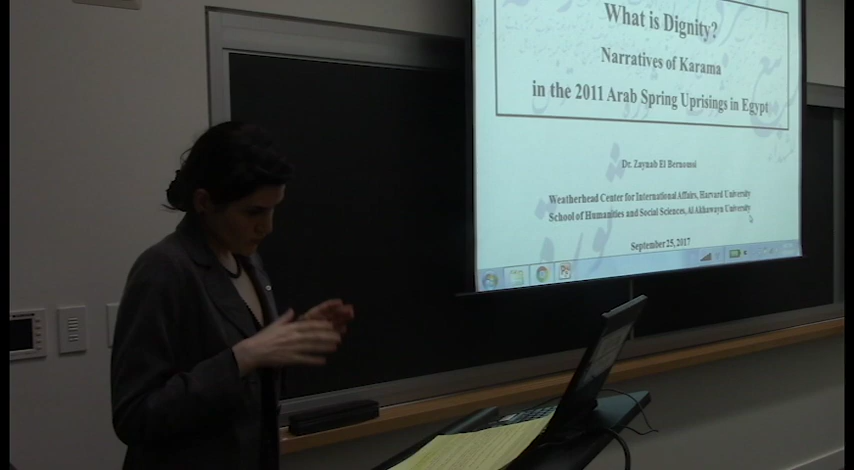 What is Dignity?
Narratives of Karama
in the 2011 Arab Spring Uprisings in Egypt
Dr. Zaynab El Bernoussi
Weatherhead Center for International Affairs, Harvard University
School of Humanities and Social Sciences, Al Akhawayn University
September 25, 2017